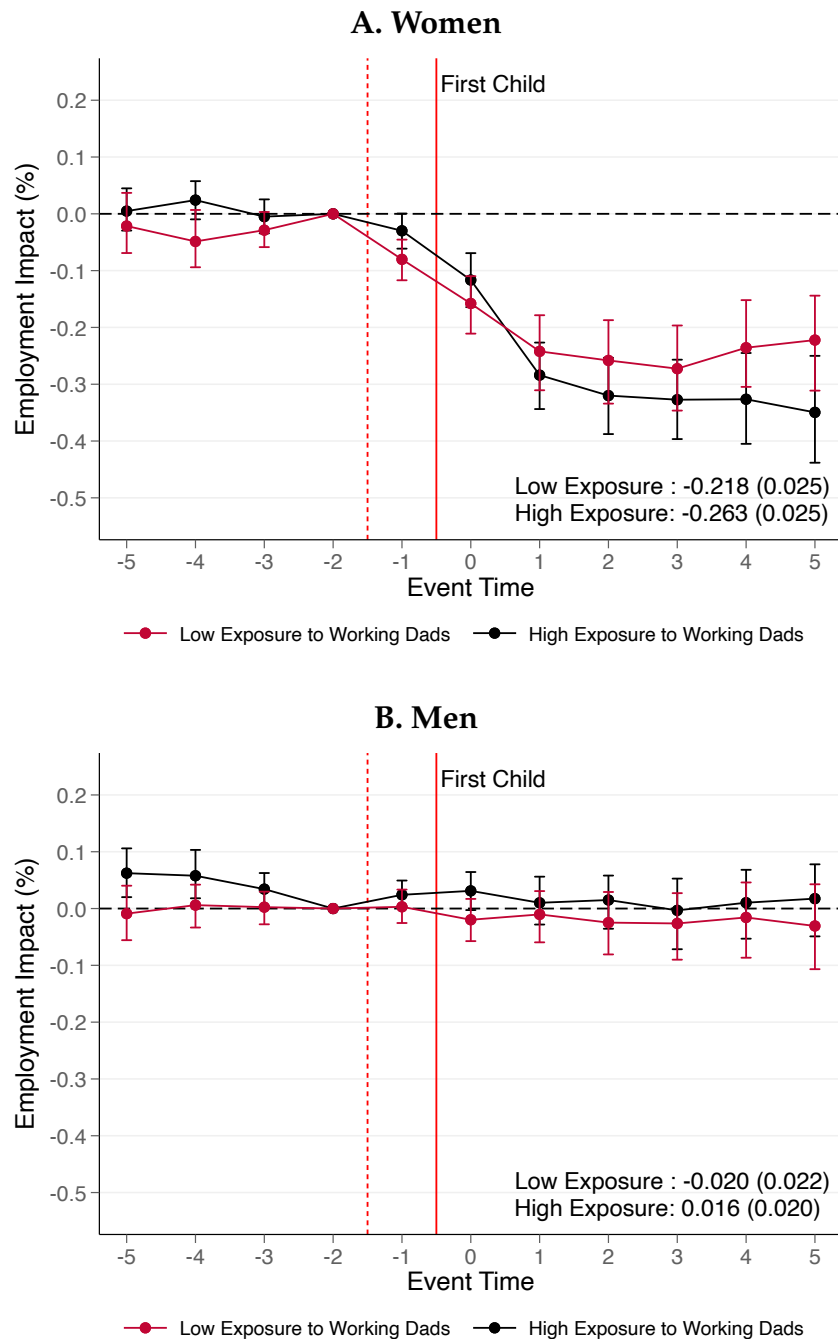 A. Women
First Child
0.2
0.1
0.0
-0.1
-0.2
-0.3
-0.4
-0.5
Employment Impact (%)
Low Exposure : -0.218 (0.025)
High Exposure: -0.263 (0.025)
-5 -4 -3 -2 -1 0 1 2 3 4 5
Event Time
Low Exposure to Working Dads High Exposure to Working Dads
B. Men
First Child
0.2
0.1
0.0
-0.1
-0.2
-0.3
-0.4
-0.5
Employment Impact (%)
Low Exposure : -0.020 (0.022)
High Exposure: 0.016 (0.020)
-5 -4 -3 -2 -1 0 1 2 3 4 5
Event Time
Low Exposure to Working Dads High Exposure to Working Dads